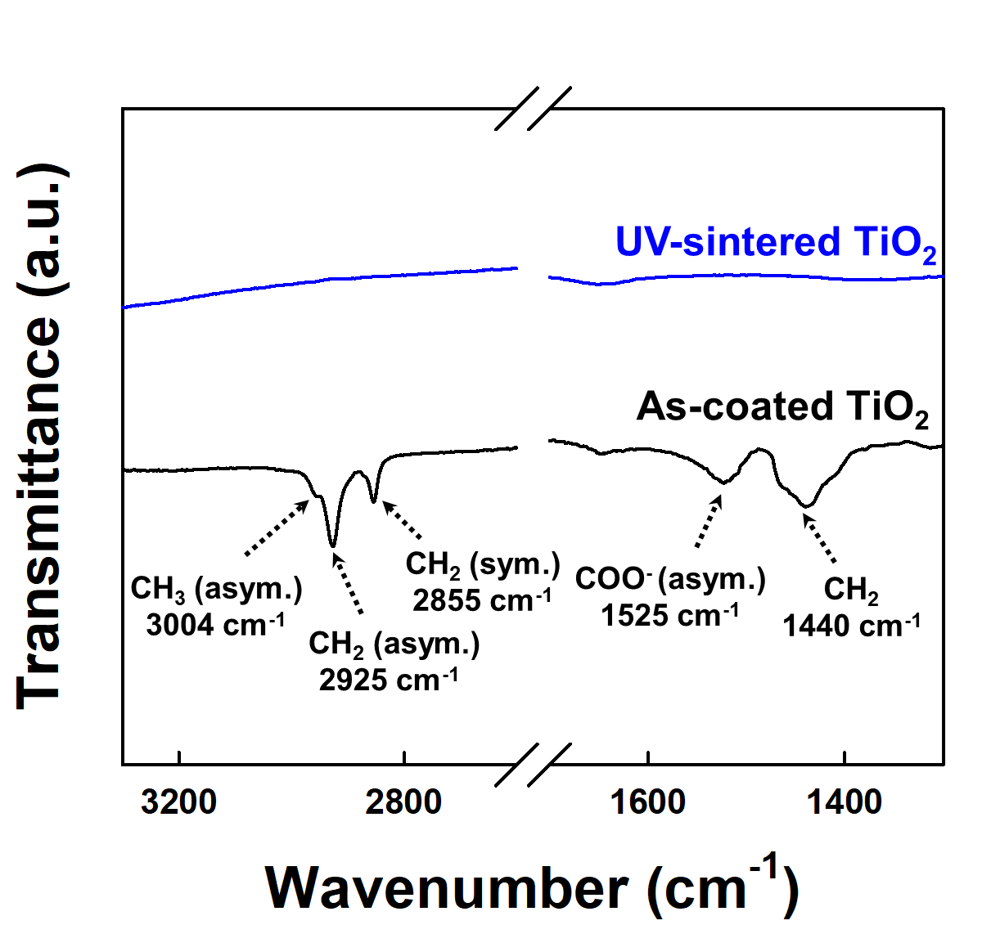 Transmittance (a.u.)
UV-sintered TiO₂
As-coated TiO₂
CH₃ (asym.)
3004 cm⁻¹
CH₂ (asym.)
2925 cm⁻¹
CH₂ (sym.)
2855 cm⁻¹
COO⁻ (asym.)
1525 cm⁻¹
CH₂
1440 cm⁻¹
3200 2800 1600 1400
Wavenumber (cm⁻¹)